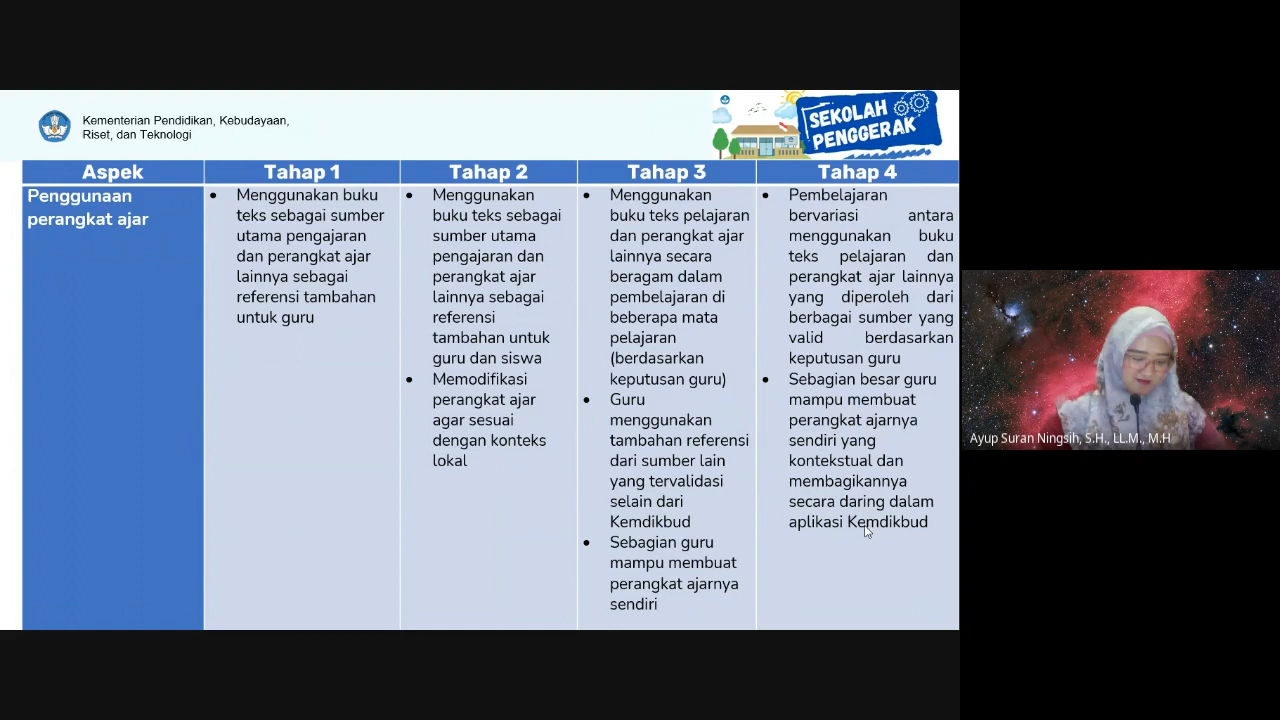 Kementerian Pendidikan, Kebudayaan,
Riset, dan Teknologi
SEKOLAH
PENGGERAK
Aspek
Tahap 1
Tahap 2
Tahap 3
Tahap 4
Penggunaan
perangkat ajar
Menggunakan buku
teks sebagai sumber
utama pengajaran
dan perangkat ajar
lainnya sebagai
referensi tambahan
untuk guru
Menggunakan
buku teks sebagai
sumber utama
pengajaran dan
perangkat ajar
lainnya sebagai
referensi
tambahan untuk
guru dan siswa
Memodifikasi
perangkat ajar
agar sesuai
dengan konteks
lokal
Menggunakan
buku teks pelajaran
dan perangkat ajar
lainnya secara
beragam dalam
pembelajaran di
beberapa mata
pelajaran
(berdasarkan
keputusan guru)
Guru
menggunakan
tambahan referensi
dari sumber lain
yang tervalidasi
selain dari
Kemdikbud
Sebagian guru
mampu membuat
perangkat ajarnya
sendiri
Pembelajaran
bervariasi antara
menggunakan buku
teks pelajaran dan
perangkat ajar lainnya
yang diperoleh dari
berbagai sumber yang
valid berdasarkan
keputusan guru
Sebagian besar guru
mampu membuat
perangkat ajarnya
sendiri yang
kontekstual dan
membagikannya
secara daring dalam
aplikasi Kemdikbud
Ayup Suran Ningsih, S.H., LL.M., M.H